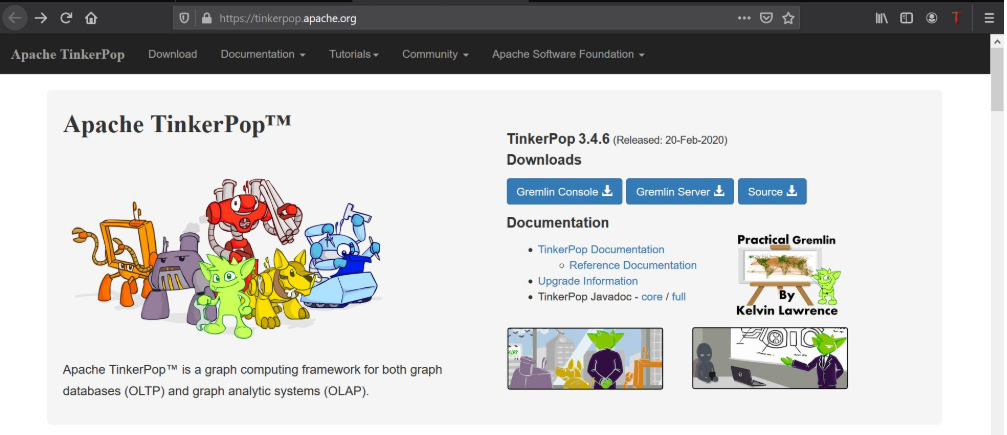 https://tinkerpop.apache.org
Apache TinkerPop Download Documentation Tutorials Community Apache Software Foundation
Apache TinkerPop™
Apache TinkerPop™ is a graph computing framework for both graph
databases (OLTP) and graph analytic systems (OLAP).
TinkerPop 3.4.6 (Released: 20-Feb-2020)
Downloads
Gremlin Console Gremlin Server Source
Documentation
TinkerPop Documentation
Reference Documentation
Upgrade Information
TinkerPop Javadoc - core / full
Practical Gremlin
By
Kelvin Lawrence